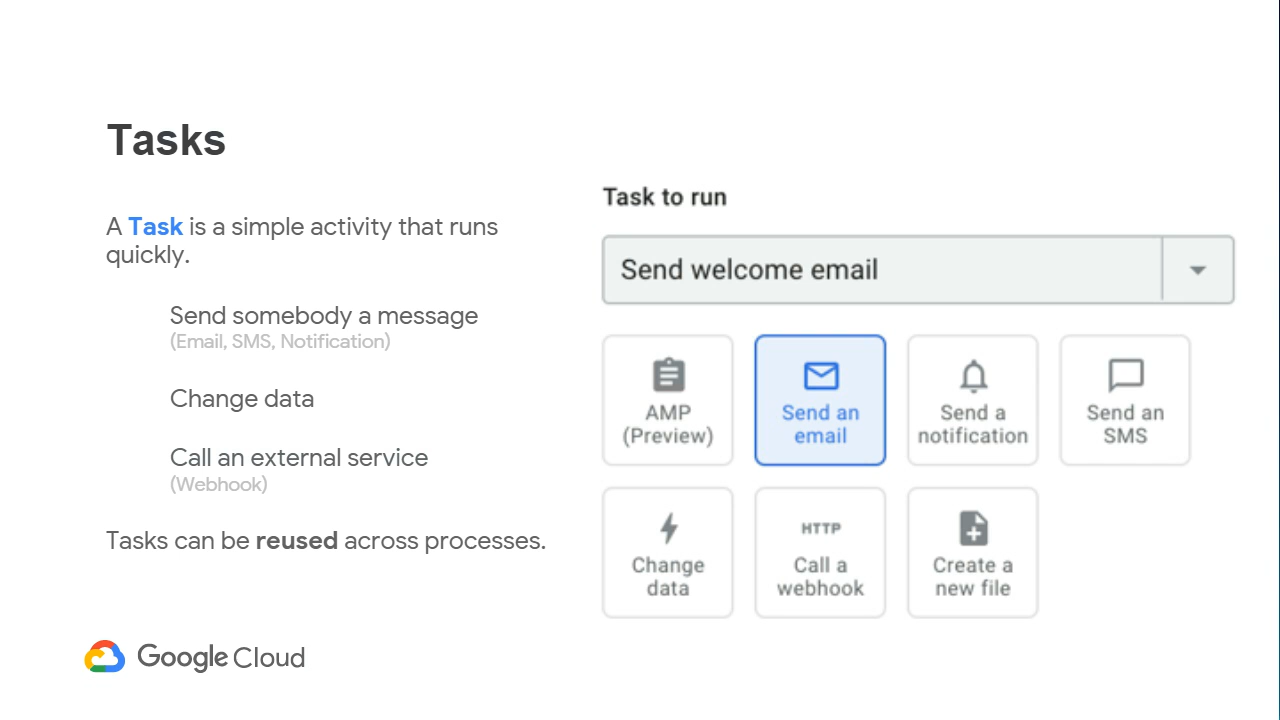 Tasks
A Task is a simple activity that runs
quickly.
Send somebody a message
(Email, SMS, Notification)
Change data
Call an external service
(Webhook)
Tasks can be reused across processes.
Task to run
Send welcome email
AMP
(Preview)
Send an
email
Send a
notification
Send an
SMS
Change
data
HTTP
Call a
webhook
Create a
new file
Google Cloud